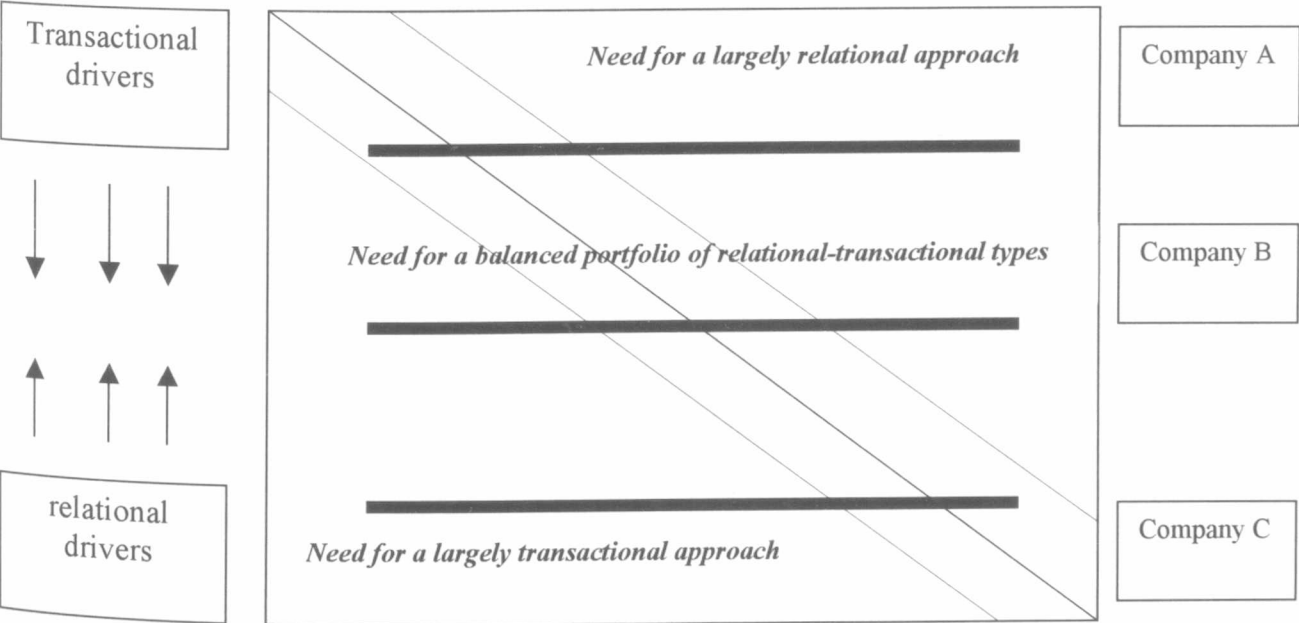 Transactional
drivers
Need for a largely relational approach
Company A
Need for a balanced portfolio of relational-transactional types
Company B
relational
drivers
Need for a largely transactional approach
Company C